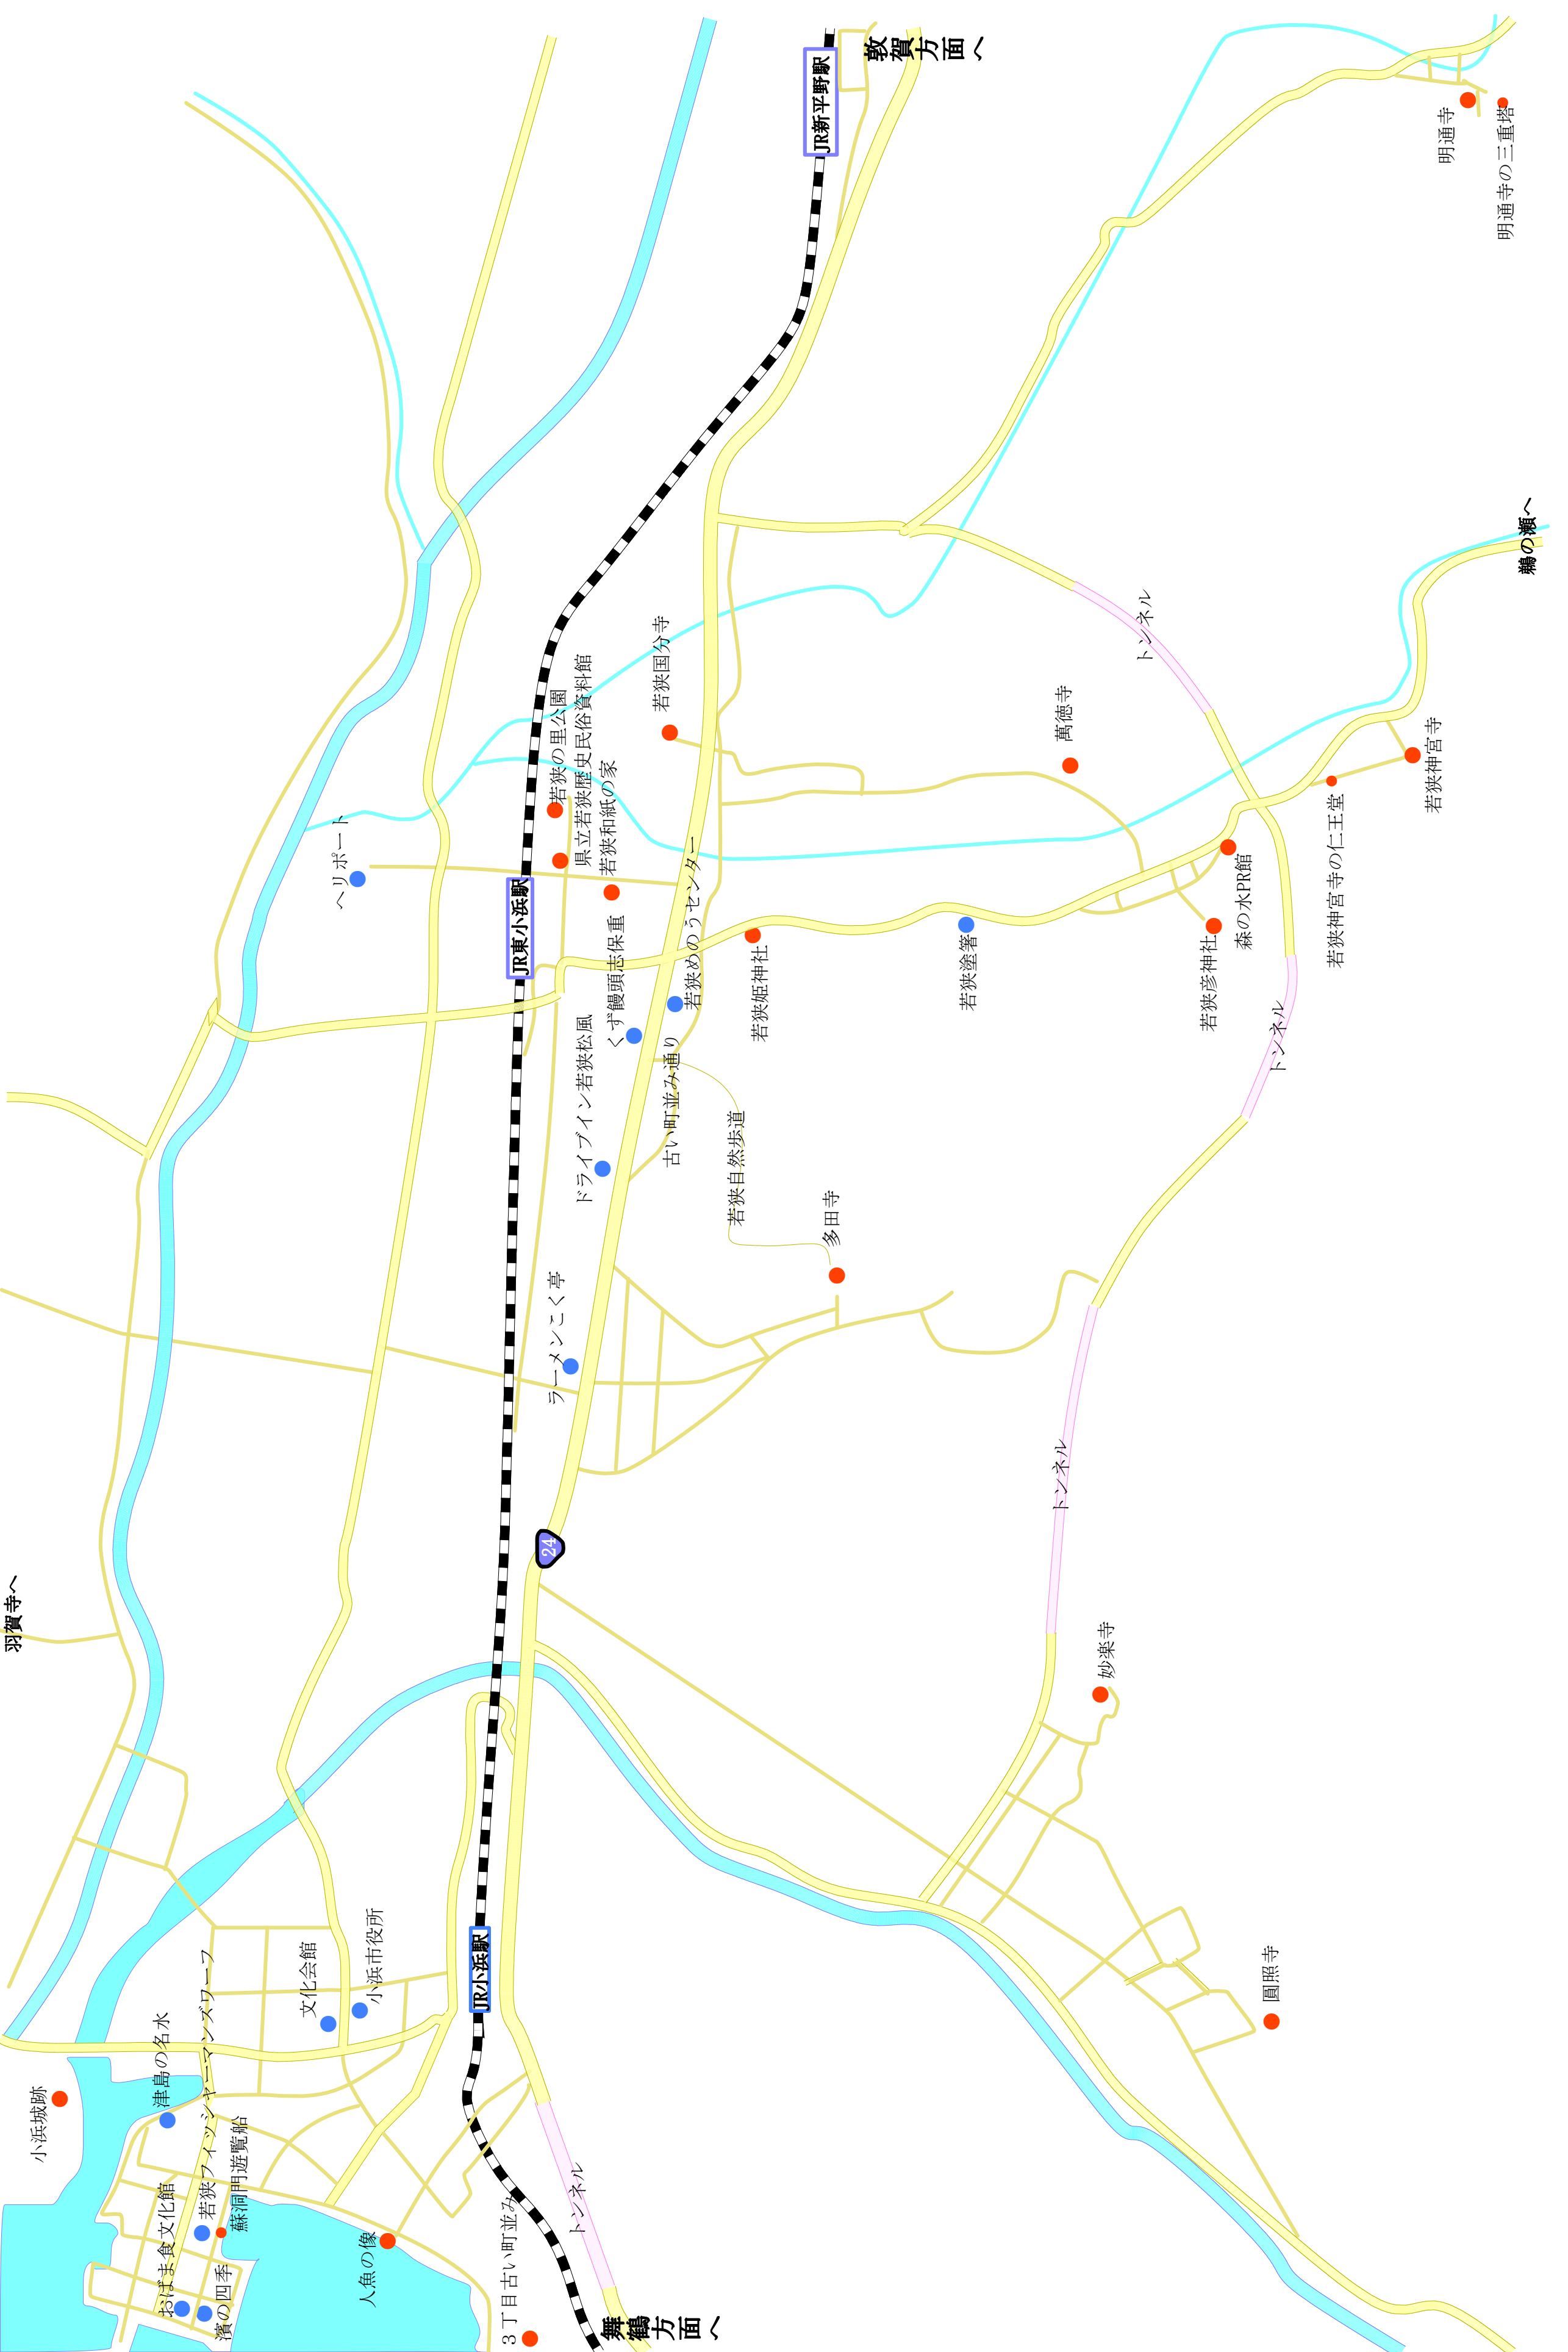 羽賀寺へ
小浜城跡
津島の名水
おばま食文化館
若狭フィッシャーマンズワーフ
濱の四季
蘇洞門遊覧船
文化会館
小浜市役所
人魚の像
JR小浜駅
3丁目古い町並み
トンネル
舞鶴方面へ
24
ラーメンこく亭
ドライブイン若狭松風
くず饅頭志保重
古い町並み通り
若狭めのうセンター
若狭自然歩道
多田寺
ヘリポート
JR東小浜駅
若狭の里公園
県立若狭歴史民俗資料館
若狭和紙の家
若狭国分寺
若狭姫神社
若狭塗箸
萬徳寺
若狭彦神社
森の水PR館
若狭神宮寺の仁王堂
若狭神宮寺
鵜の瀬へ
トンネル
トンネル
トンネル
妙楽寺
圓照寺
JR新平野駅
敦賀方面へ
明通寺
明通寺の三重塔